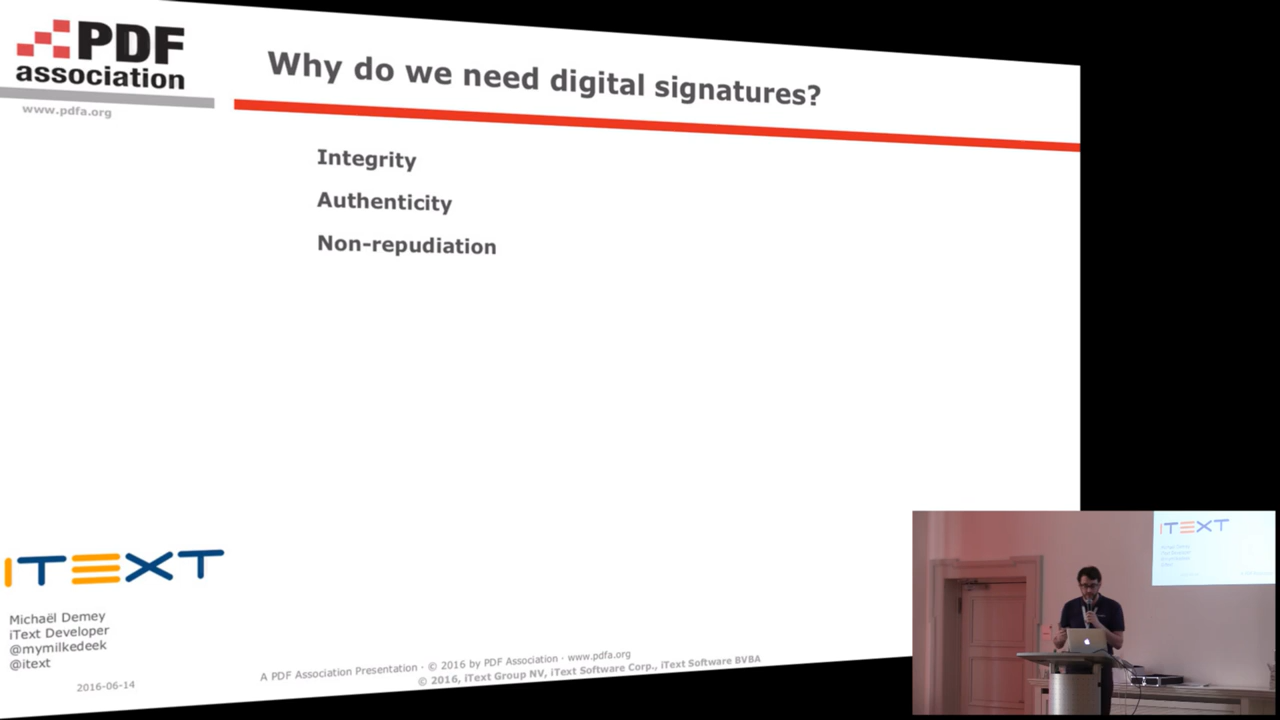 PDF
association
www.pdfa.org
Why do we need digital signatures?
Integrity
Authenticity
Non-repudiation
iTEXT
Michaël Demey
iText Developer
@mymilkedeek
@itext
2016-06-14
A PDF Association Presentation · © 2016 by PDF Association · www.pdfa.org
© 2016, iText Group NV, iText Software Corp., iText Software BVBA
iTEXT